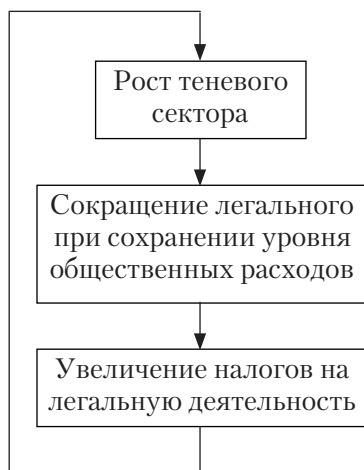 Рост теневого
сектора
Сокращение легального
при сохранении уровня
общественных расходов
Увеличение налогов на
легальную деятельность